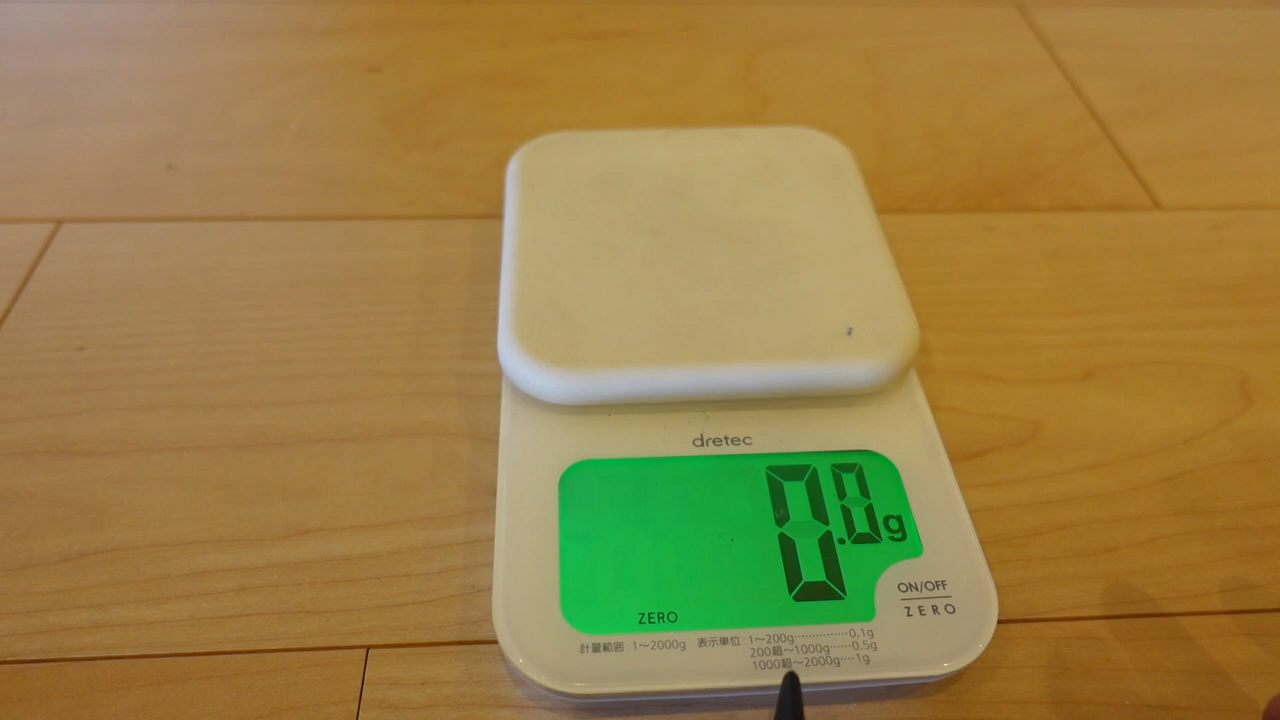 dretec
0.8g
ZERO
ON/OFF
ZERO
計量範囲 1～2000g 表示単位:1～200g……………0.1g
200超～1000g……0.5g
1000超～2000g…1g